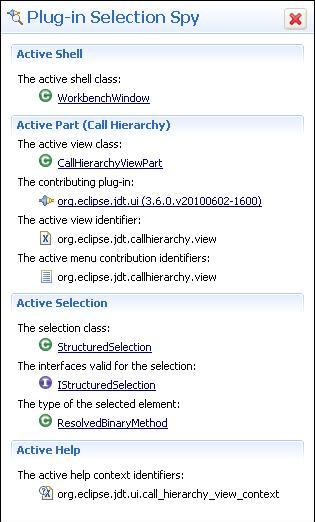 Plug-in Selection Spy
Active Shell
The active shell class:
WorkbenchWindow
Active Part (Call Hierarchy)
The active view class:
CallHierarchyViewPart
The contributing plug-in:
org.eclipse.jdt.ui (3.6.0.v20100602-1600)
The active view identifier:
org.eclipse.jdt.callhierarchy.view
The active menu contribution identifiers:
org.eclipse.jdt.callhierarchy.view
Active Selection
The selection class:
StructuredSelection
The interfaces valid for the selection:
IStructuredSelection
The type of the selected element:
ResolvedBinaryMethod
Active Help
The active help context identifiers:
org.eclipse.jdt.ui.call_hierarchy_view_context